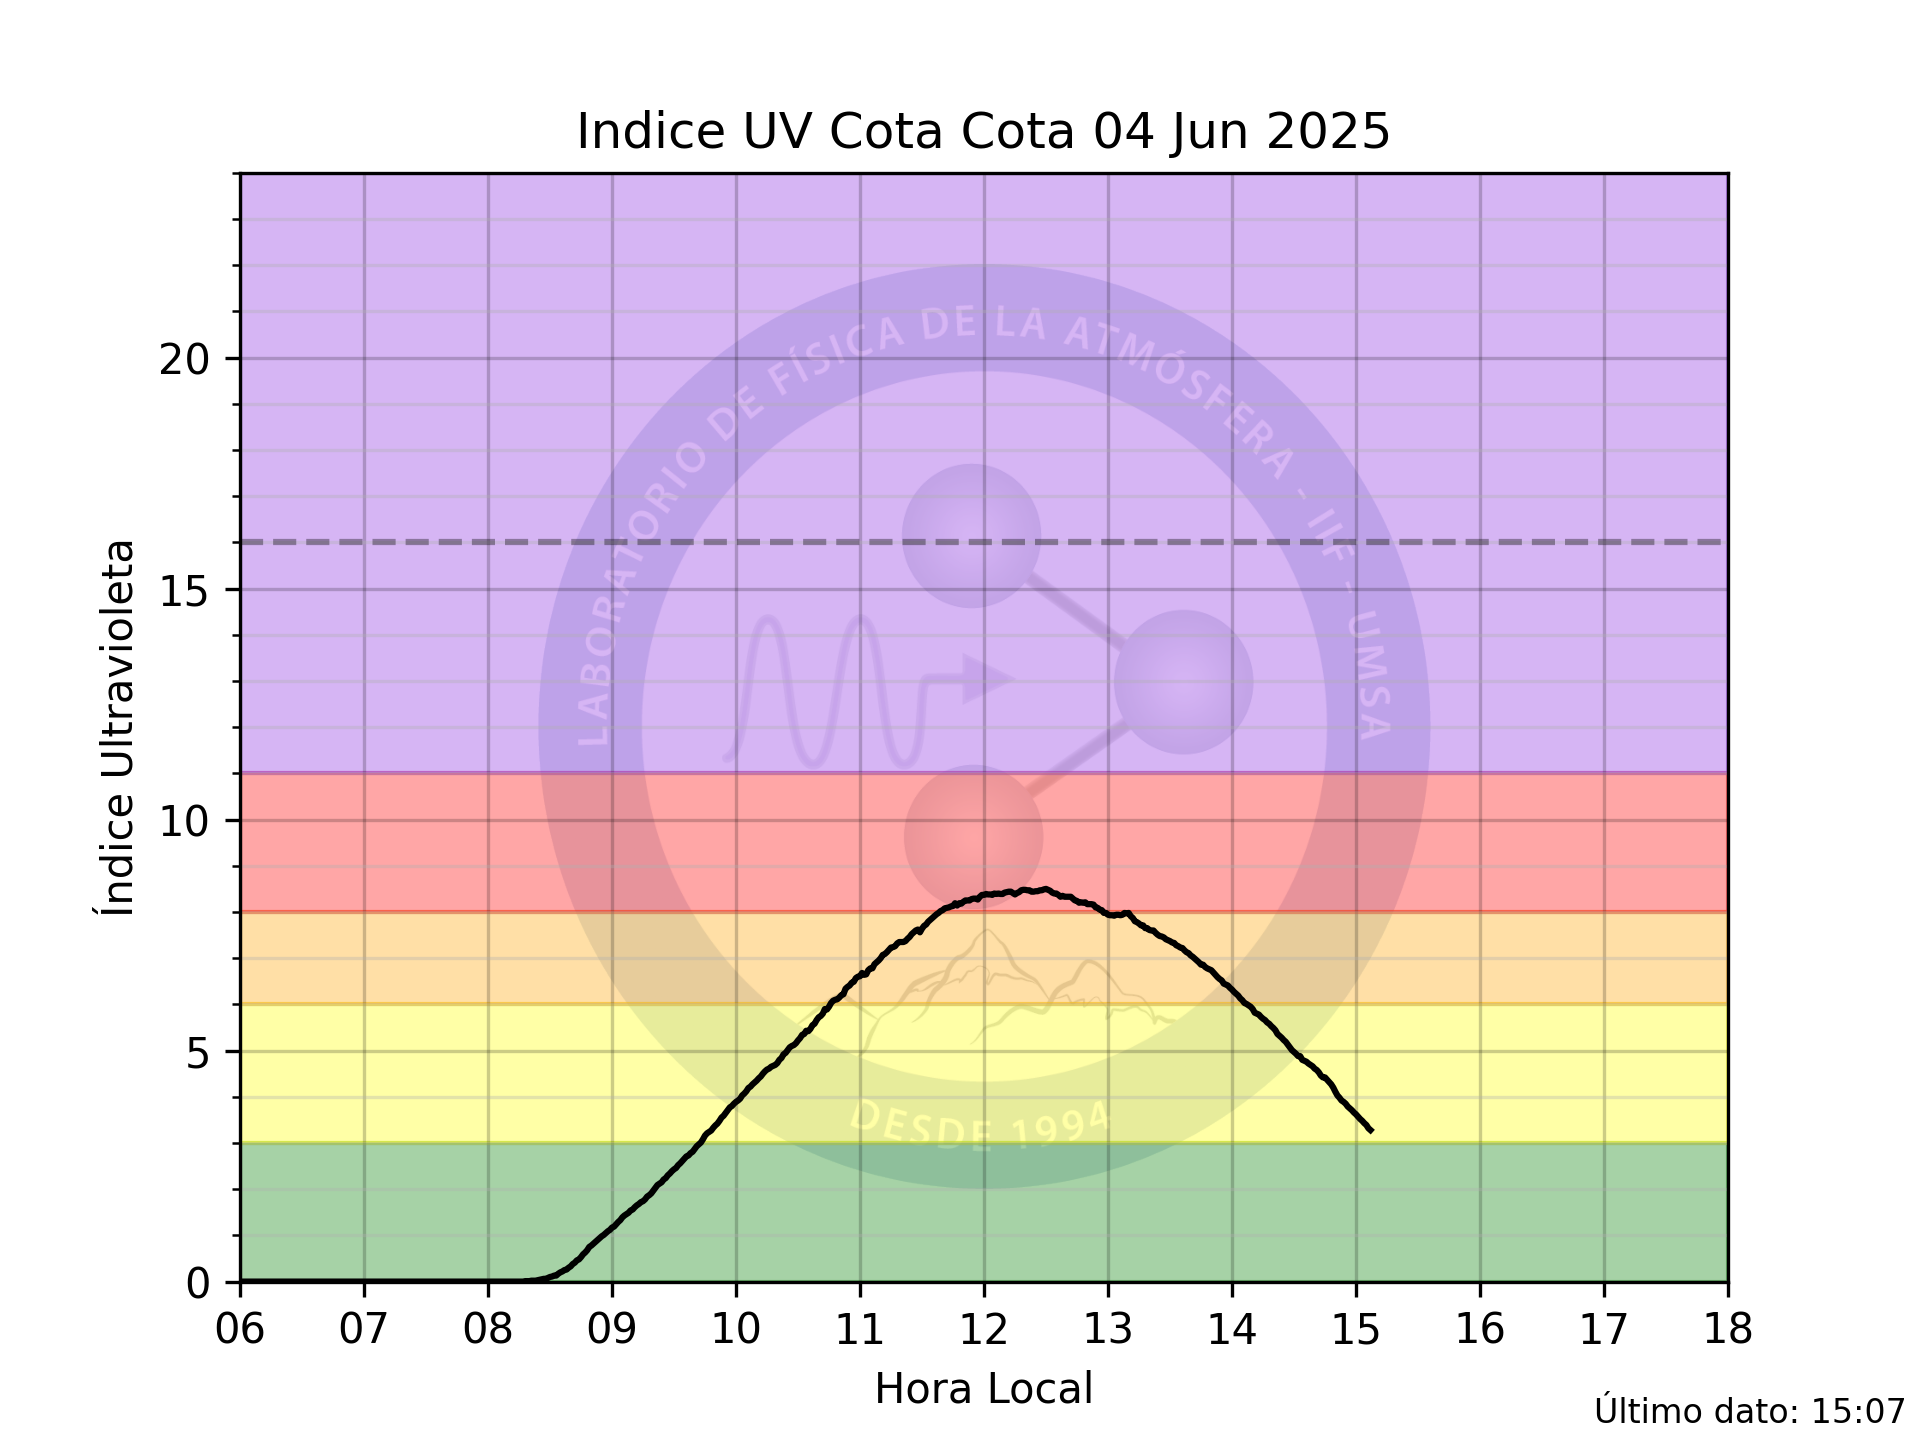 Indice UV Cota Cota 04 Jun 2025
LABORATORIO DE FÍSICA DE LA ATMÓSFERA - IIF - UMSA
DESDE 1994
Índice Ultravioleta
20
15
10
5
0
06 07 08 09 10 11 12 13 14 15 16 17 18
Hora Local
Último dato: 15:07